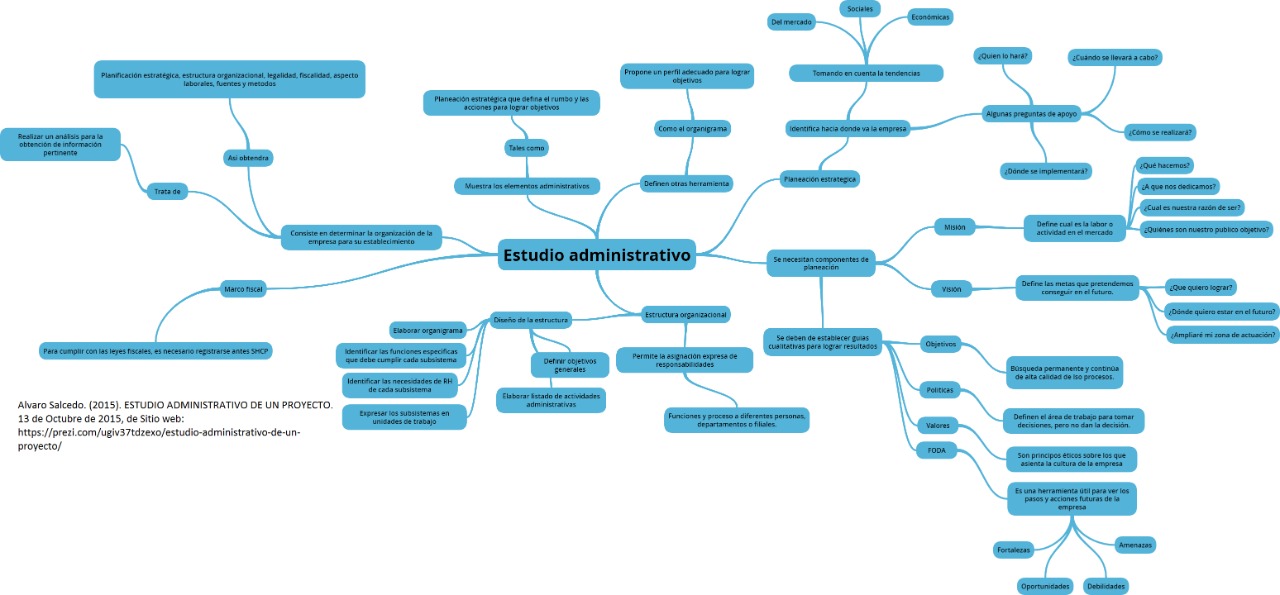 Sociales
Del mercado
Económicas
Tomando en cuenta la tendencias
¿Quien lo hará?
¿Cuándo se llevará a cabo?
Algunas preguntas de apoyo
¿Cómo se realizará?
¿Dónde se implementará?
Identifica hacia donde va la empresa
Planeación estrategica
Propone un perfil adecuado para lograr
objetivos
Como el organigrama
Definen otras herramienta
Planeación estratégica que defina el rumbo y las
acciones para lograr objetivos
Tales como
Muestra los elementos administrativos
Planificación estratégica, estructura organizacional, legalidad, fiscalidad, aspecto
laborales, fuentes y metodos
Realizar un análisis para la
obtención de información
pertinente
Asi obtendra
Trata de
Consiste en determinar la organización de la
empresa para su establecimiento
Estudio administrativo
Marco fiscal
Para cumplir con las leyes fiscales, es necesario registrarse antes SHCP
¿Qué hacemos?
¿A que nos dedicamos?
¿Cual es nuestra razón de ser?
¿Quiénes son nuestro publico objetivo?
Misión
Define cual es la labor o
actividad en el mercado
Se necesitan componentes de
planeación
Visión
Define las metas que pretendemos
conseguir en el futuro.
¿Que quiero lograr?
¿Dónde quiero estar en el futuro?
¿Ampliaré mi zona de actuación?
Se deben de establecer guias
cualitativas para lograr resultados
Objetivos
Búsqueda permanente y continúa
de alta calidad de lso procesos.
Politicas
Definen el área de trabajo para tomar
decisiones, pero no dan la decisión.
Valores
Son principos éticos sobre los que
asienta la cultura de la empresa
FODA
Es una herramienta útil para ver los
pasos y acciones futuras de la
empresa
Fortalezas
Amenazas
Oportunidades
Debilidades
Estructura organizacional
Diseño de la estructura
Elaborar organigrama
Identificar las funciones especificas
que debe cumplir cada subsistema
Identificar las necesidades de RH
de cada subsistema
Expresar los subsistemas en
unidades de trabajo
Definir objetivos
generales
Elaborar listado de actividades
administrativas
Permite la asignación expresa de
responsabilidades
Funciones y proceso a diferentes personas,
departamentos o filiales.
Alvaro Salcedo. (2015). ESTUDIO ADMINISTRATIVO DE UN PROYECTO.
13 de Octubre de 2015, de Sitio web:
https://prezi.com/ugiv37tdzexo/estudio-administrativo-de-un-
proyecto/